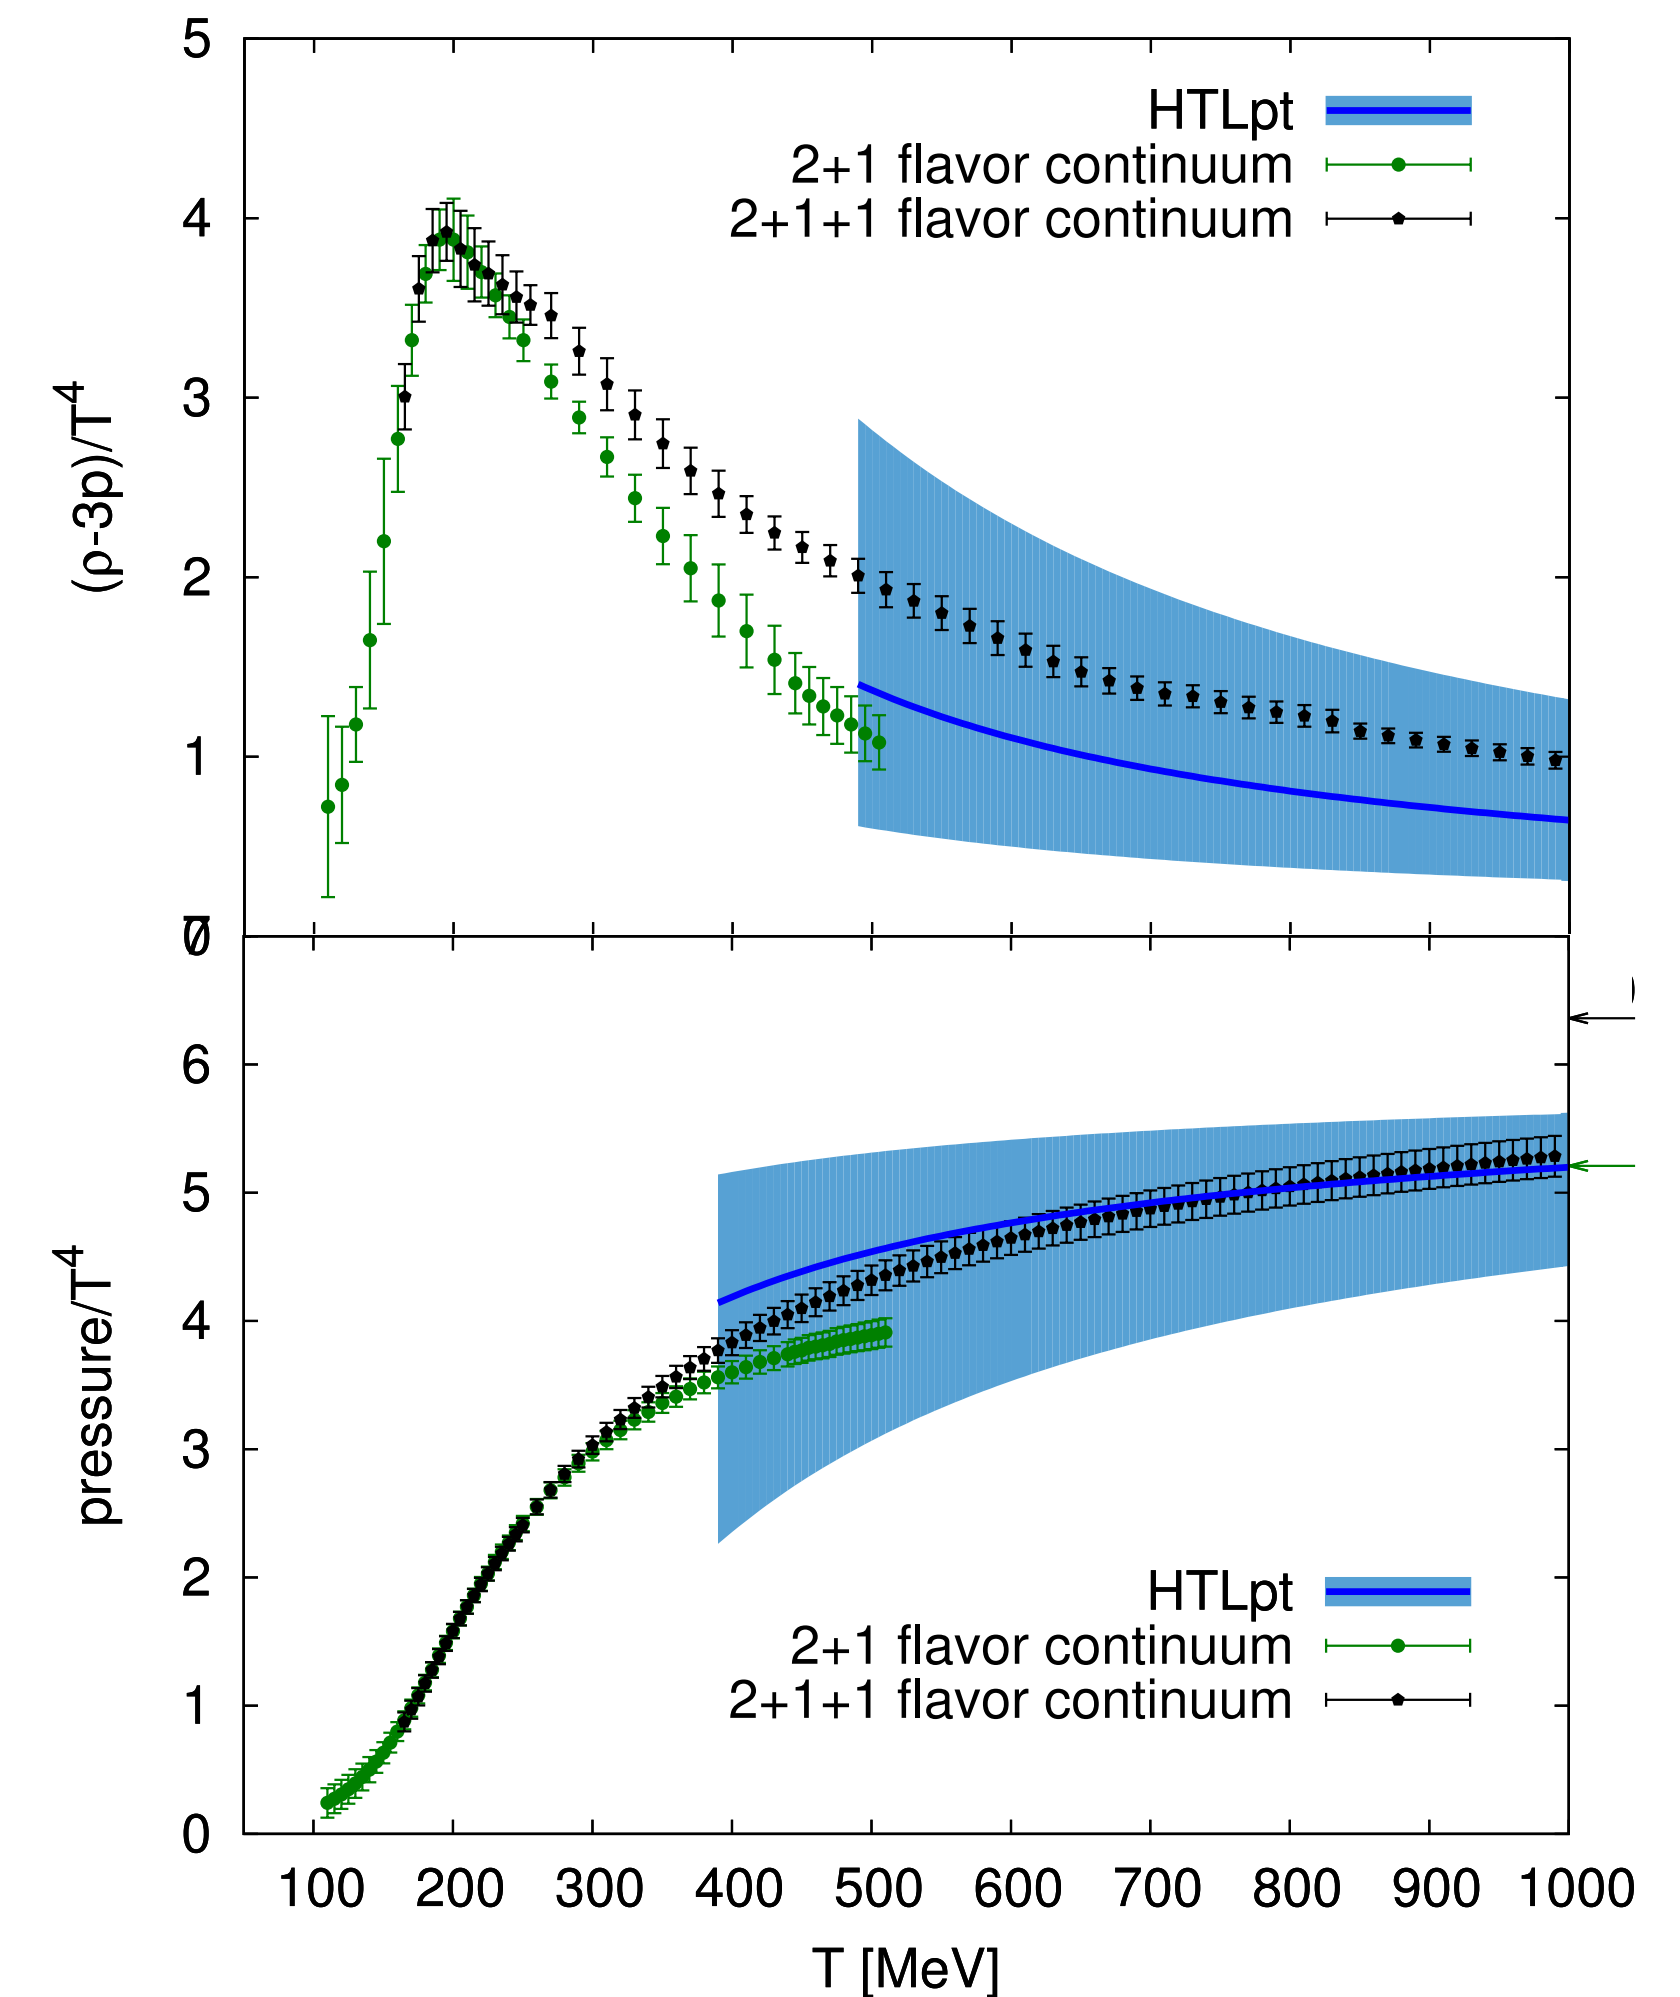 5
4
3
2
1
0
(ρ-3p)/T4
HTLpt
2+1 flavor continuum
2+1+1 flavor continuum
7
6
5
4
3
2
1
0
pressure/T4
HTLpt
2+1 flavor continuum
2+1+1 flavor continuum
100 200 300 400 500 600 700 800 900 1000
T [MeV]